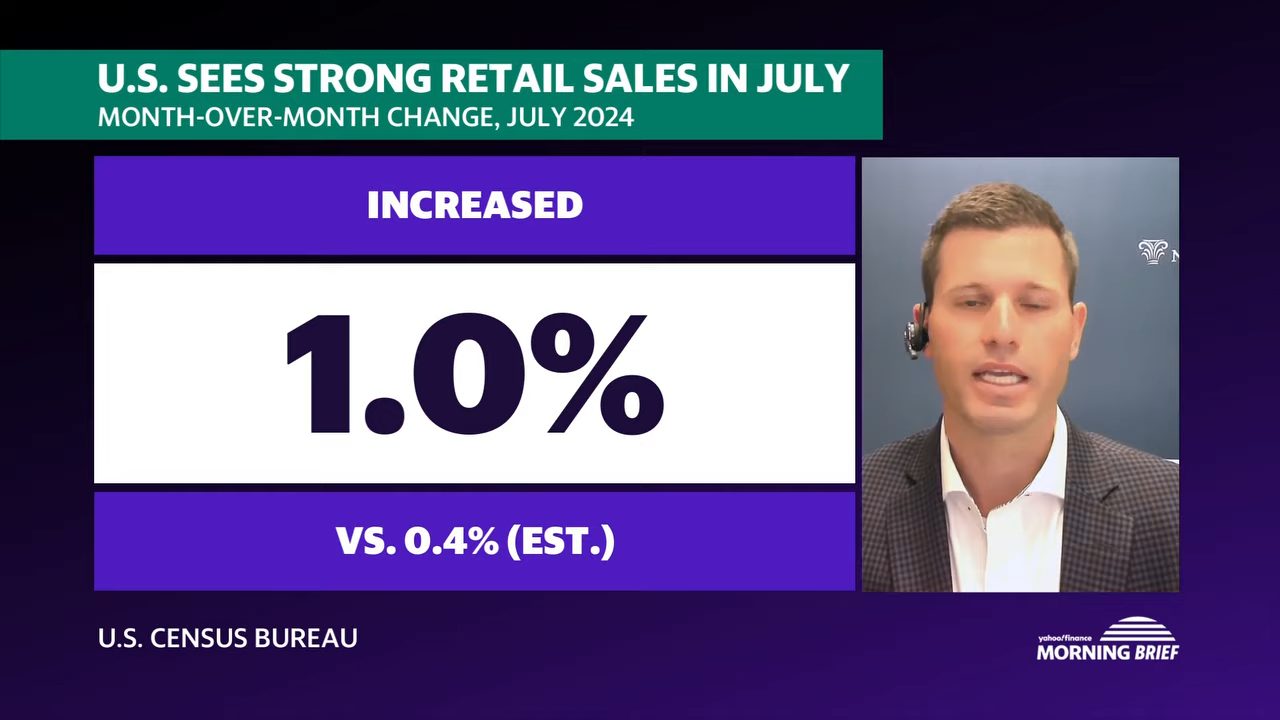 U.S. SEES STRONG RETAIL SALES IN JULY
MONTH-OVER-MONTH CHANGE, JULY 2024
INCREASED
1.0%
VS. 0.4% (EST.)
U.S. CENSUS BUREAU
yahoo!finance
MORNING BRIEF